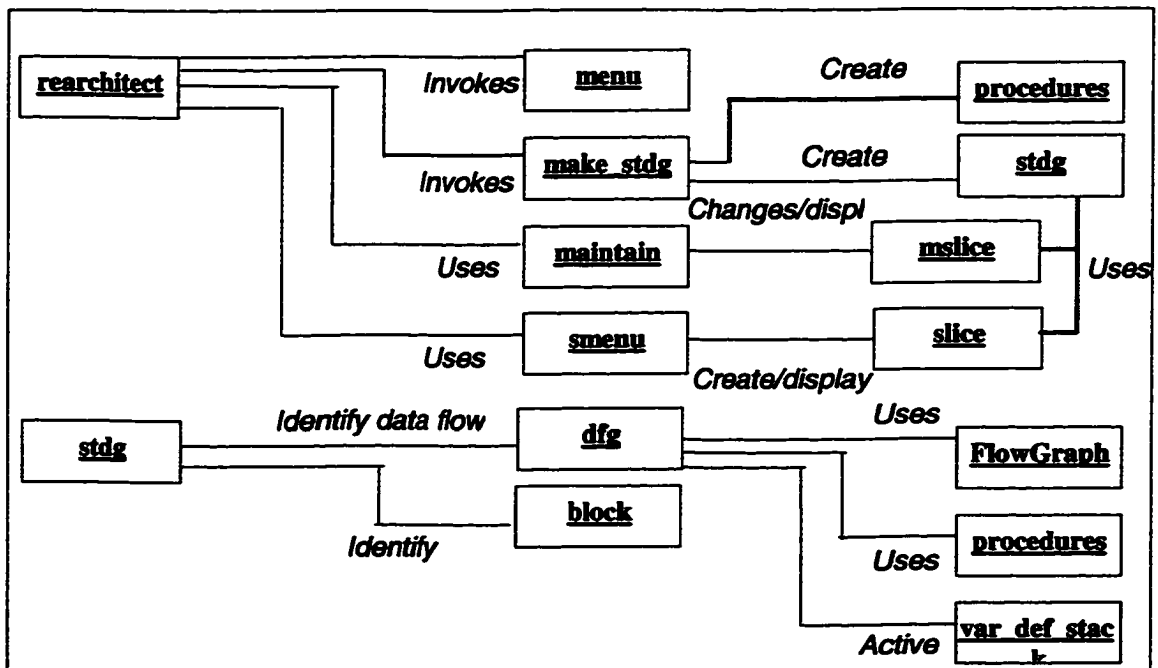 Create
rearchitect
Invokes
menu
procedures
Create
Invokes
make_stdg
stdg
Changes/displ
Uses
maintain
mslice
Uses
Uses
smenu
slice
Create/display
Identify data flow
Uses
stdg
dfg
FlowGraph
block
Identify
Uses
procedures
Active
var_def_stac
k